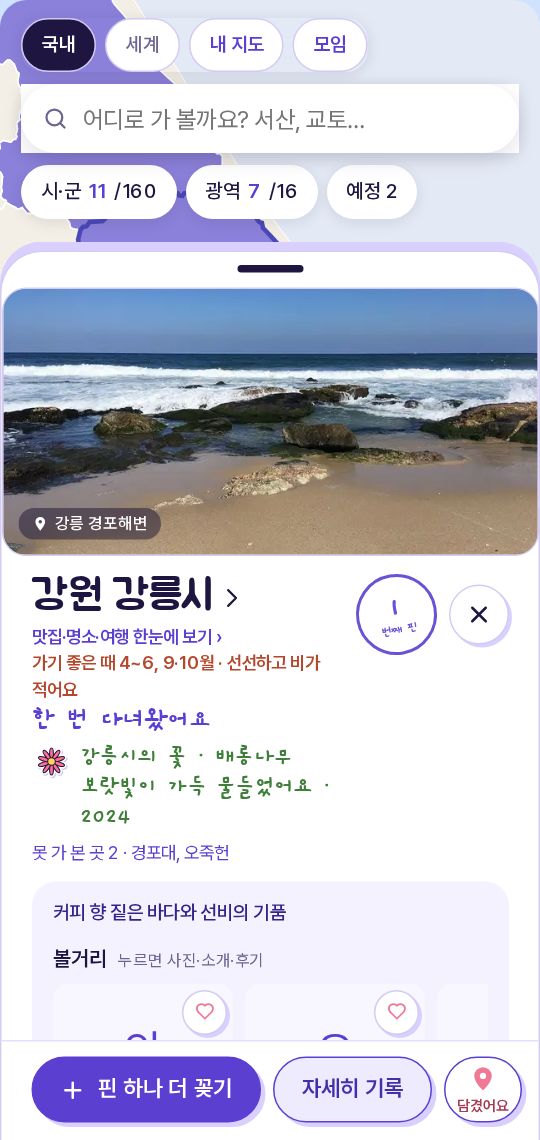 국내 세계 내 지도 모임
어디로 가 볼까요? 서산, 교토...
시·군 11 /160 광역 7 /16 예정 2
강릉 경포해변
강원 강릉시 ›
1
번째 핀
맛집·명소·여행 한눈에 보기 ›
가기 좋은 때 4~6, 9·10월 · 선선하고 비가
적어요
한 번 다녀왔어요
강릉시의 꽃 · 배롱나무
보랏빛이 가득 물들었어요 ·
2024
못 가 본 곳 2 · 경포대, 오죽헌
커피 향 짙은 바다와 선비의 기품
볼거리 누르면 사진·소개·후기
+ 핀 하나 더 꽂기 자세히 기록 담겼어요